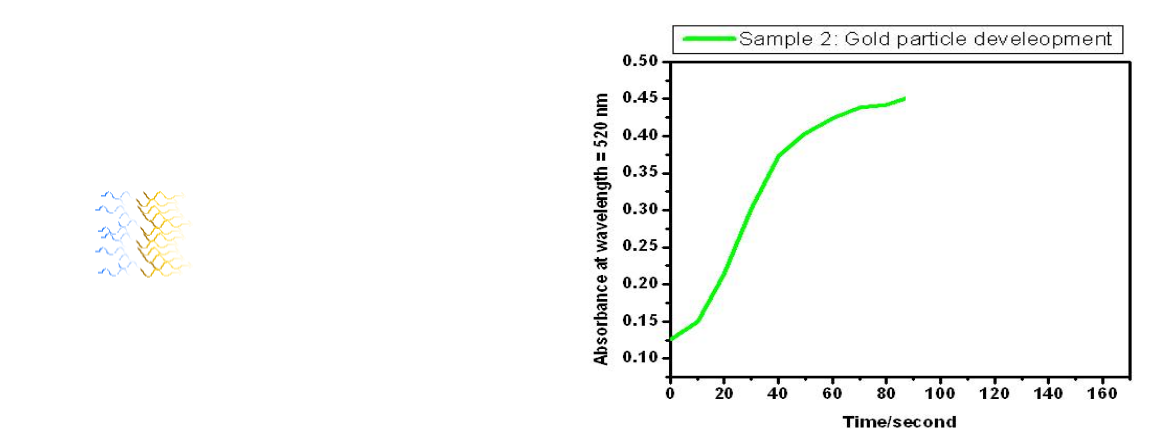 Sample 2: Gold particle develeopment
0.50
0.45
0.40
0.35
0.30
0.25
0.20
0.15
0.10
Absorbance at wavelength = 520 nm
0 20 40 60 80 100 120 140 160
Time/second